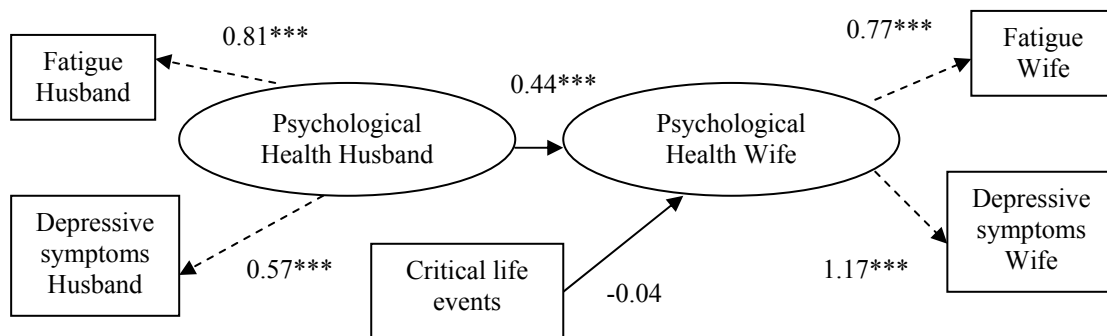 0.81***
Fatigue
Husband
Psychological
Health Husband
0.44***
Psychological
Health Wife
0.77***
Fatigue
Wife
Depressive
symptoms
Husband
0.57***
Critical life
events
-0.04
Depressive
symptoms
Wife
1.17***